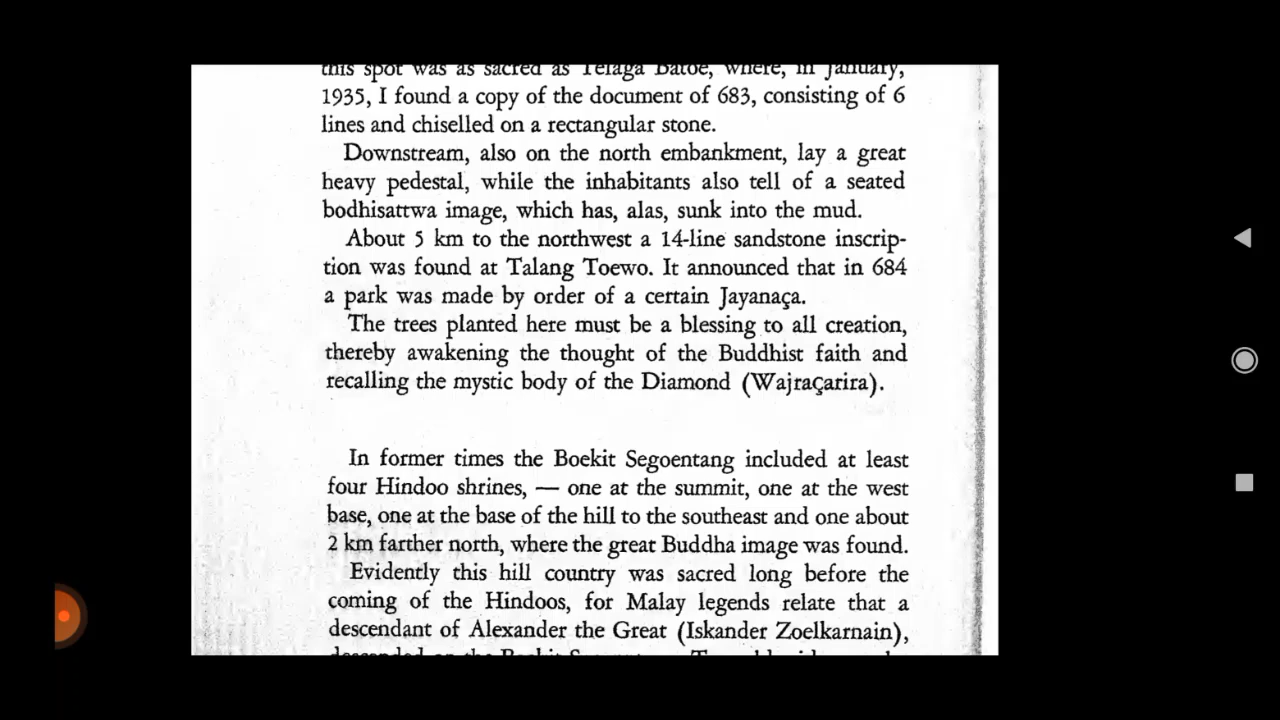 this spot was as sacred as Telaga Batoe, where, in January,
1935, I found a copy of the document of 683, consisting of 6
lines and chiselled on a rectangular stone.
Downstream, also on the north embankment, lay a great
heavy pedestal, while the inhabitants also tell of a seated
bodhisattwa image, which has, alas, sunk into the mud.
About 5 km to the northwest a 14-line sandstone inscrip-
tion was found at Talang Toewo. It announced that in 684
a park was made by order of a certain Jayanaça.
The trees planted here must be a blessing to all creation,
thereby awakening the thought of the Buddhist faith and
recalling the mystic body of the Diamond (Wajraçarira).
In former times the Boekit Segoentang included at least
four Hindoo shrines, — one at the summit, one at the west
base, one at the base of the hill to the southeast and one about
2 km farther north, where the great Buddha image was found.
Evidently this hill country was sacred long before the
coming of the Hindoos, for Malay legends relate that a
descendant of Alexander the Great (Iskander Zoelkarnain),